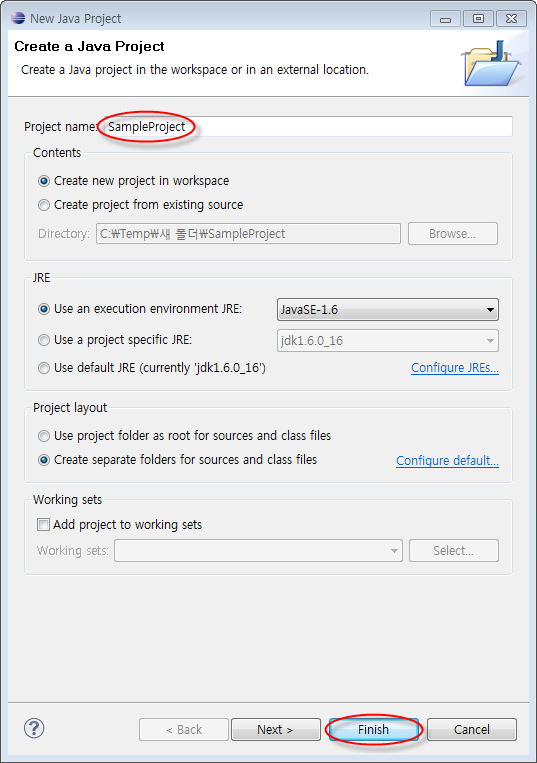 New Java Project
Create a Java Project
Create a Java project in the workspace or in an external location.
Project name: SampleProject
Contents
Create new project in workspace
Create project from existing source
Directory: C:₩Temp₩새 폴더₩SampleProject Browse...
JRE
Use an execution environment JRE: JavaSE-1.6
Use a project specific JRE: jdk1.6.0_16
Use default JRE (currently 'jdk1.6.0_16') Configure JREs...
Project layout
Use project folder as root for sources and class files
Create separate folders for sources and class files Configure default...
Working sets
Add project to working sets
Working sets: Select...
? < Back Next > Finish Cancel